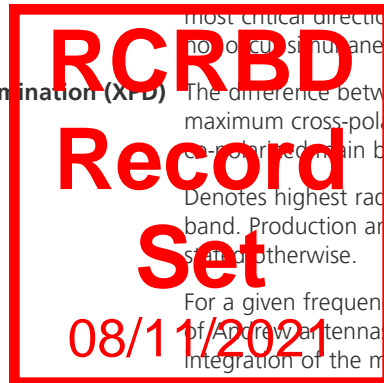 most critical directio
RCRBD
mination (XPD) The difference betw
maximum cross-pola
Record
co-polarized main b
Denotes highest rad
band. Production an
Set
stated otherwise.
For a given frequen
08/11/2021
of Andrew antennas
integration of the m